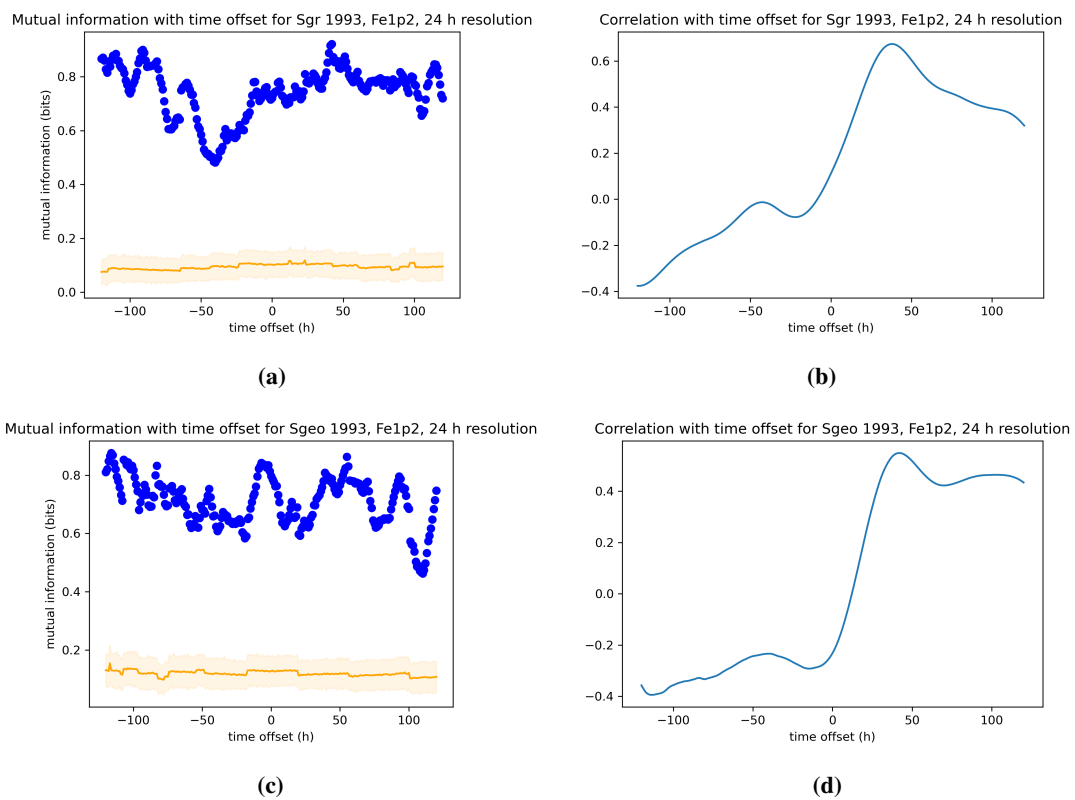 Mutual information with time offset for Sgr 1993, Fe1p2, 24 h resolution
mutual information (bits)
0.8
0.6
0.4
0.2
0.0
−100 −50 0 50 100
time offset (h)
(a)
Correlation with time offset for Sgr 1993, Fe1p2, 24 h resolution
0.6
0.4
0.2
0.0
−0.2
−0.4
−100 −50 0 50 100
time offset (h)
(b)
Mutual information with time offset for Sgeo 1993, Fe1p2, 24 h resolution
mutual information (bits)
0.8
0.6
0.4
0.2
−100 −50 0 50 100
time offset (h)
(c)
Correlation with time offset for Sgeo 1993, Fe1p2, 24 h resolution
0.4
0.2
0.0
−0.2
−0.4
−100 −50 0 50 100
time offset (h)
(d)